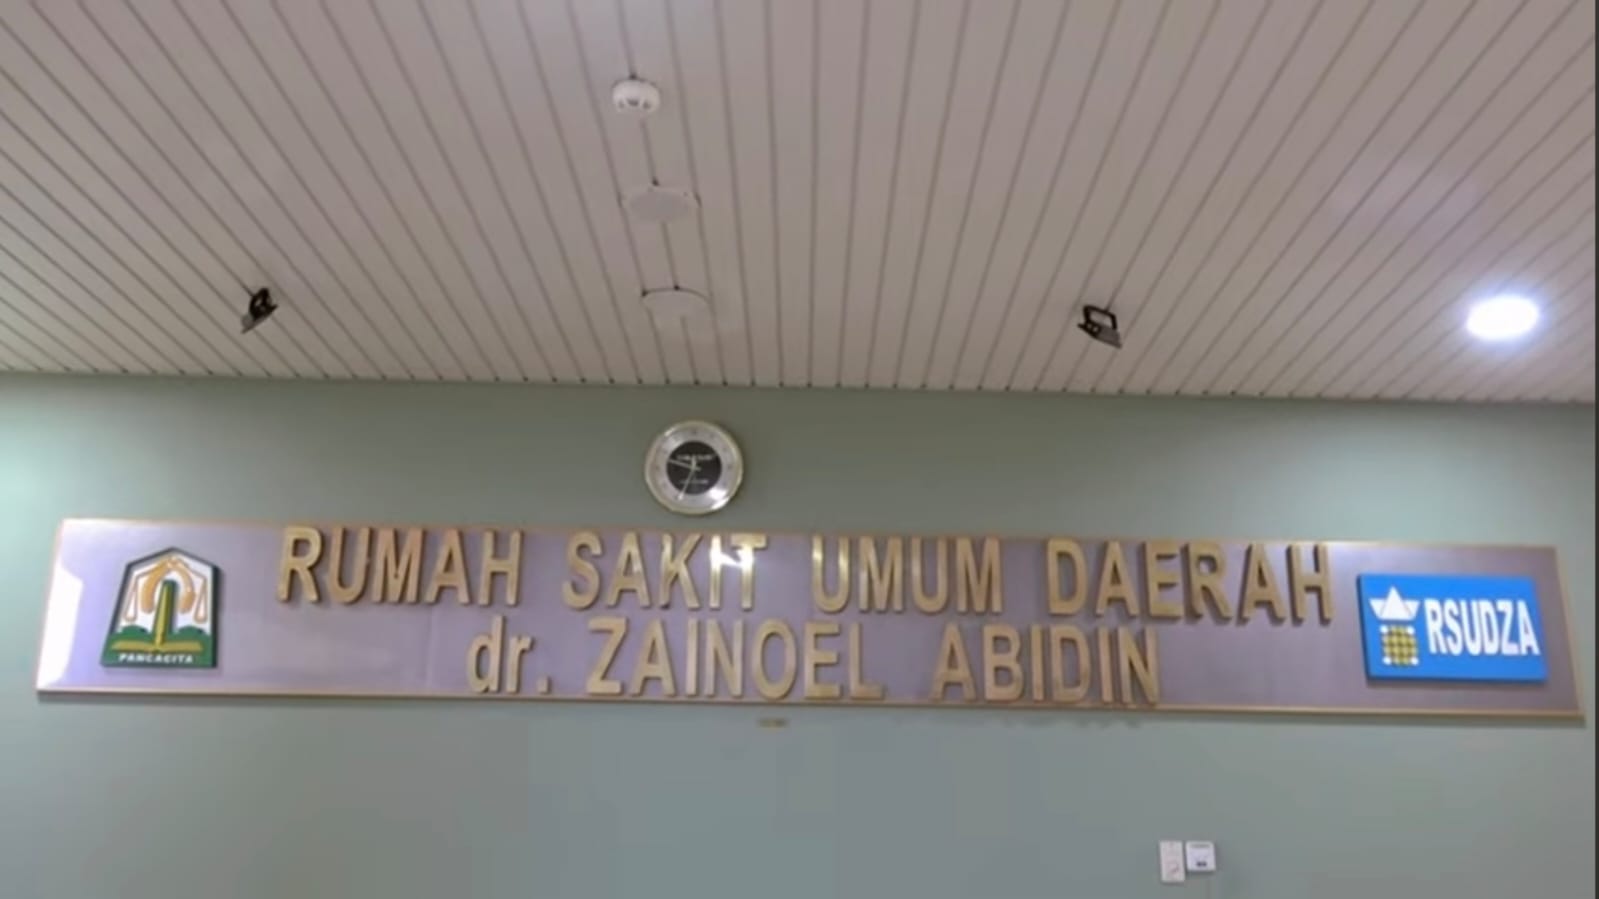 RUMAH SAKIT UMUM DAERAH
dr. ZAINOEL ABIDIN
PANCACITA
RSUDZA